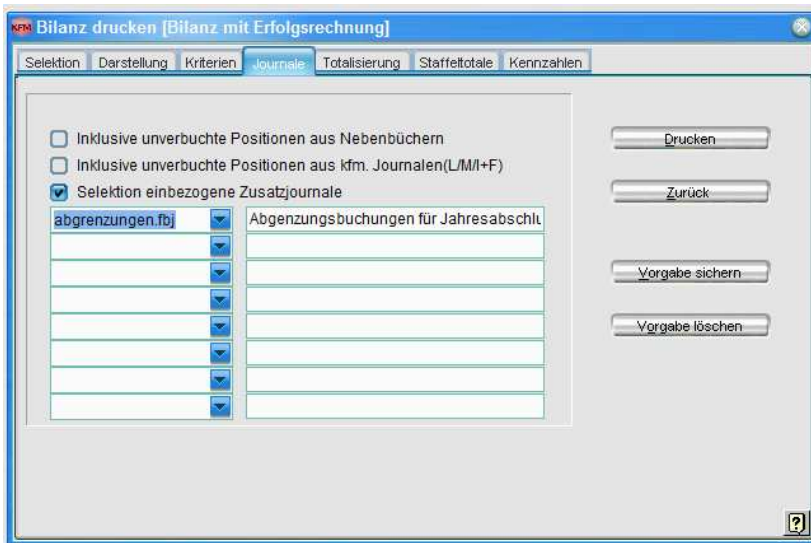 KFM Bilanz drucken [Bilanz mit Erfolgsrechnung]
Selektion Darstellung Kriterien Journale Totalisierung Staffeltotale Kennzahlen
Inklusive unverbuchte Positionen aus Nebenbüchern
Inklusive unverbuchte Positionen aus kfm. Journalen(L/M/I+F)
Selektion einbezogene Zusatzjournale
abgrenzungen.fbj Abgenzungsbuchungen für Jahresabschlu
Drucken
Zurück
Vorgabe sichern
Vorgabe löschen
?